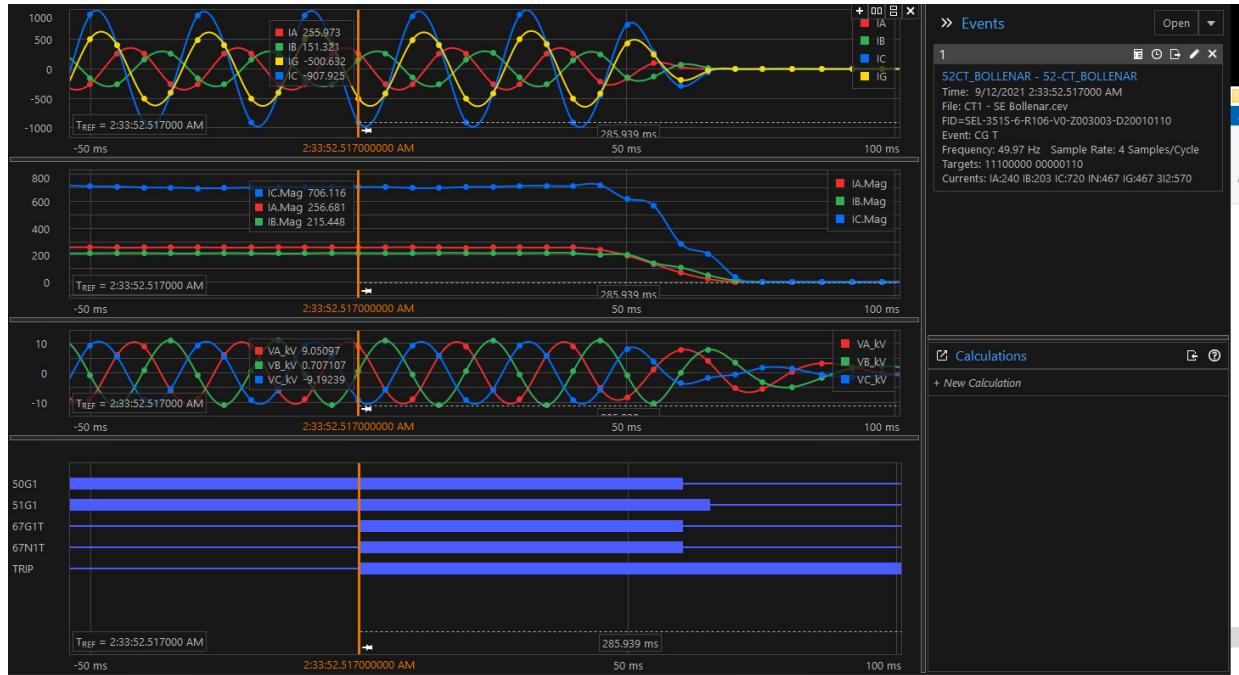 1000
500
0
-500
-1000
IA 255.973
IB 151.321
IG -500.632
IC -907.925
IA
IB
IC
IG
TREF = 2:33:52.517000 AM
285.939 ms
-50 ms
2:33:52.517000000 AM
50 ms
100 ms
800
600
400
200
0
IC.Mag 706.116
IA.Mag 256.681
IB.Mag 215.448
IA.Mag
IB.Mag
IC.Mag
TREF = 2:33:52.517000 AM
285.939 ms
-50 ms
2:33:52.517000000 AM
50 ms
100 ms
10
0
-10
VA_kV 9.05097
VB_kV 0.707107
VC_kV -9.19239
VA_kV
VB_kV
VC_kV
TREF = 2:33:52.517000 AM
-50 ms
2:33:52.517000000 AM
50 ms
100 ms
50G1
51G1
67G1T
67N1T
TRIP
TREF = 2:33:52.517000 AM
285.939 ms
-50 ms
2:33:52.517000000 AM
50 ms
100 ms
Events
Open
1
52CT_BOLLENAR - 52-CT_BOLLENAR
Time: 9/12/2021 2:33:52.517000 AM
File: CT1 - SE Bollenar.cev
FID=SEL-351S-6-R106-V0-Z003003-D20010110
Event: CG T
Frequency: 49.97 Hz Sample Rate: 4 Samples/Cycle
Targets: 11100000 00000110
Currents: IA:240 IB:203 IC:720 IN:467 IG:467 3I2:570
Calculations
+ New Calculation